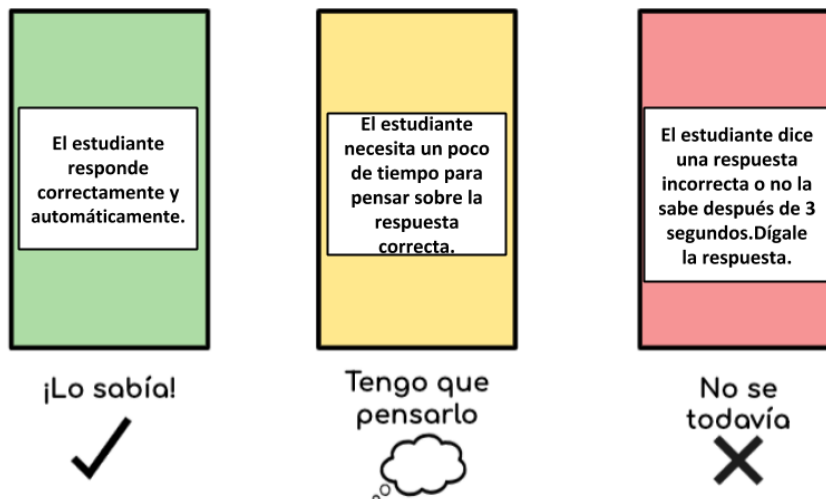 El estudiante
responde
correctamente y
automáticamente.
¡Lo sabía!
El estudiante
necesita un poco
de tiempo para
pensar sobre la
respuesta
correcta.
Tengo que
pensarlo
El estudiante dice
una respuesta
incorrecta o no la
sabe después de 3
segundos.Dígale
la respuesta.
No se
todavía